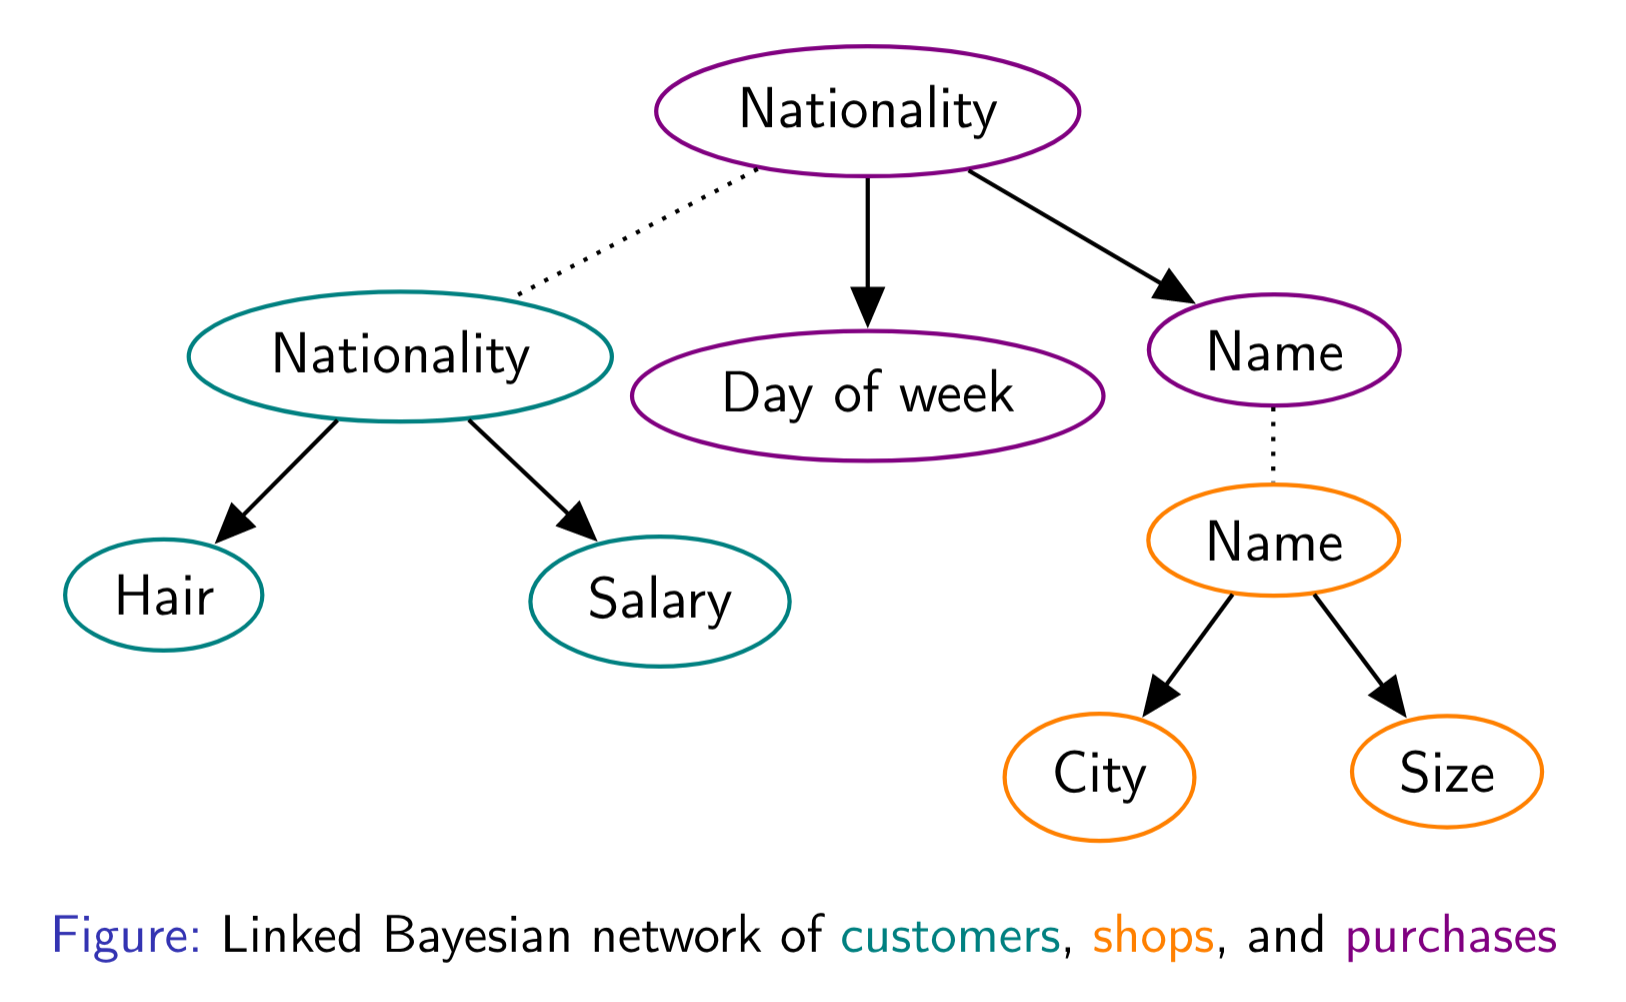 Nationality
Nationality
Day of week
Name
Name
Hair
Salary
City
Size
Figure: Linked Bayesian network of customers, shops, and purchases